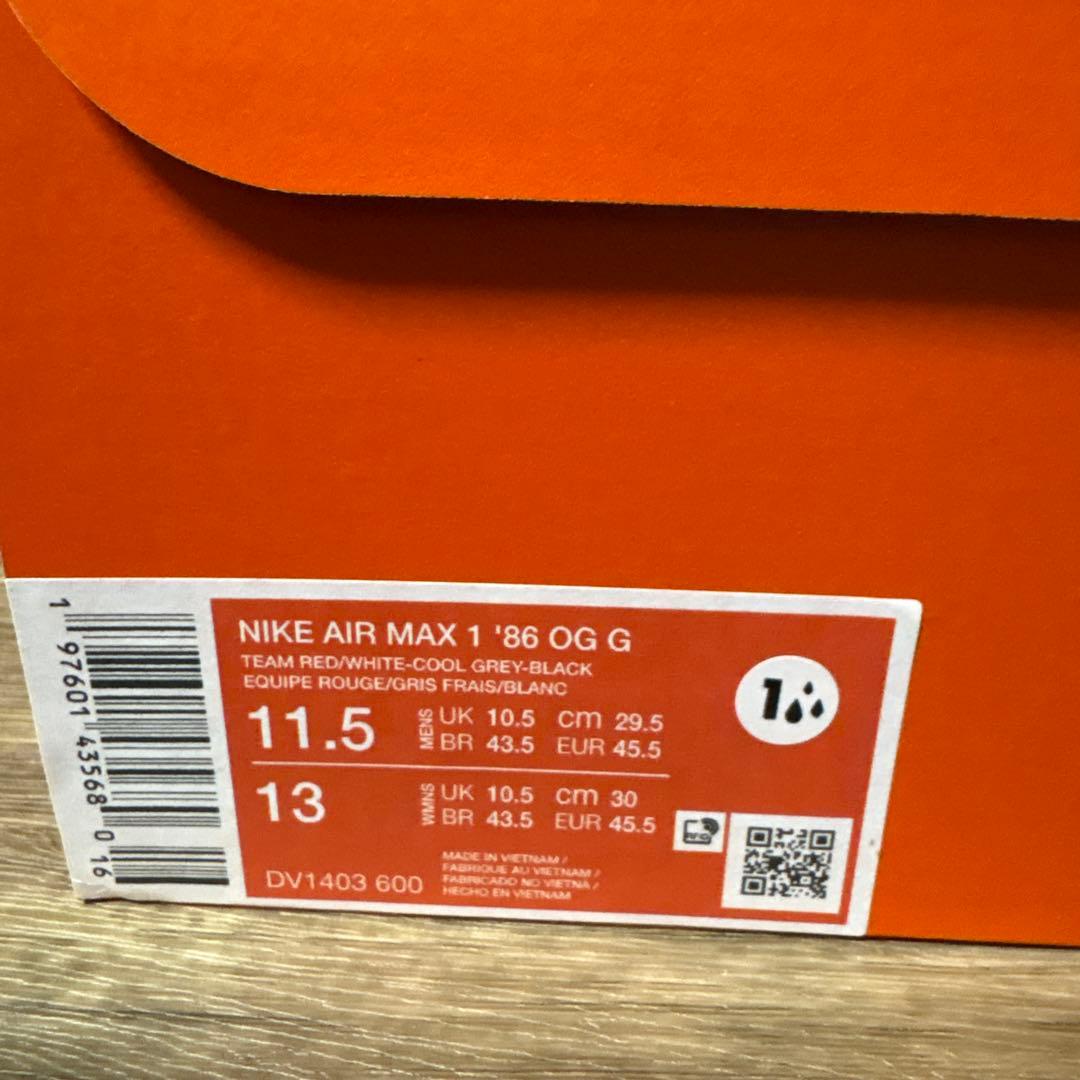 NIKE AIR MAX 1 '86 OG G
TEAM RED/WHITE-COOL GREY-BLACK
EQUIPE ROUGE/GRIS FRAIS/BLANC
11.5 MENS UK 10.5 cm 29.5
BR 43.5 EUR 45.5
13 WMNS UK 10.5 cm 30
BR 43.5 EUR 45.5
DV1403 600
MADE IN VIETNAM /
FABRIQUE AU VIETNAM /
FABRICADO NO VIETNÃ /
HECHO EN VIETNAM
1
1 97601 43568 0 16